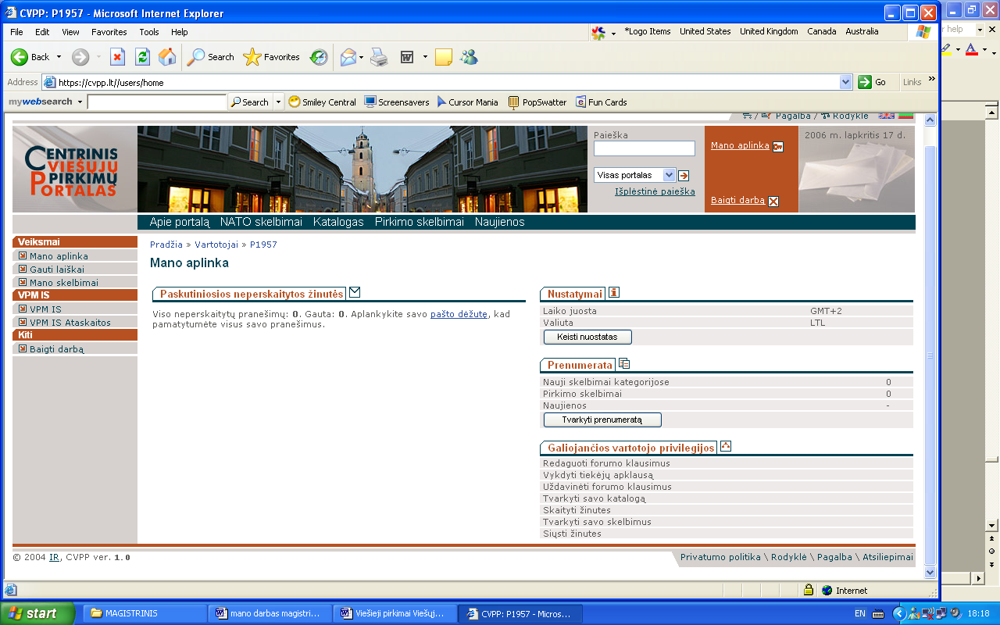 CVPP: P1957 - Microsoft Internet Explorer
File Edit View Favorites Tools Help
*Logo Items United States United Kingdom Canada Australia
r help
Back Search Favorites
Address https://cvpp.lt//users/home Go Links »
mywebsearch Search Smiley Central Screensavers Cursor Mania PopSwatter Fun Cards
/ Pagalba / Rodyklė
CENTRINIS
VIEŠŲJŲ
PIRKIMŲ
PORTALAS
Paieška
Visas portalas
Išplėstinė paieška
Mano aplinka
Baigti darbą
2006 m. lapkritis 17 d.
Apie portalą NATO skelbimai Katalogas Pirkimo skelbimai Naujienos
Veiksmai
Mano aplinka
Gauti laiškai
Mano skelbimai
VPM IS
VPM IS
VPM IS Ataskaitos
Kiti
Baigti darbą
Pradžia » Vartotojai » P1957
Mano aplinka
Paskutiniosios neperskaitytos žinutės
Viso neperskaitytų pranešimų: 0. Gauta: 0. Aplankykite savo pašto dėžutę, kad
pamatytumėte visus savo pranešimus.
Nustatymai
Laiko juosta GMT+2
Valiuta LTL
Keisti nuostatas
Prenumerata
Nauji skelbimai kategorijose 0
Pirkimo skelbimai 0
Naujienos -
Tvarkyti prenumeratą
Galiojančios vartotojo privilegijos
Redaguoti forumo klausimus
Vykdyti tiekėjų apklausą
Uždavinėti forumo klausimus
Tvarkyti savo katalogą
Skaityti žinutes
Tvarkyti savo skelbimus
Siųsti žinutes
© 2004 IR, CVPP ver. 1.0
Privatumo politika \ Rodyklė \ Pagalba \ Atsiliepimai
Internet
start MAGISTRINIS mano darbas magistri... Viešieji pirkimai Viešųj... CVPP: P1957 - Micros... EN 18:18